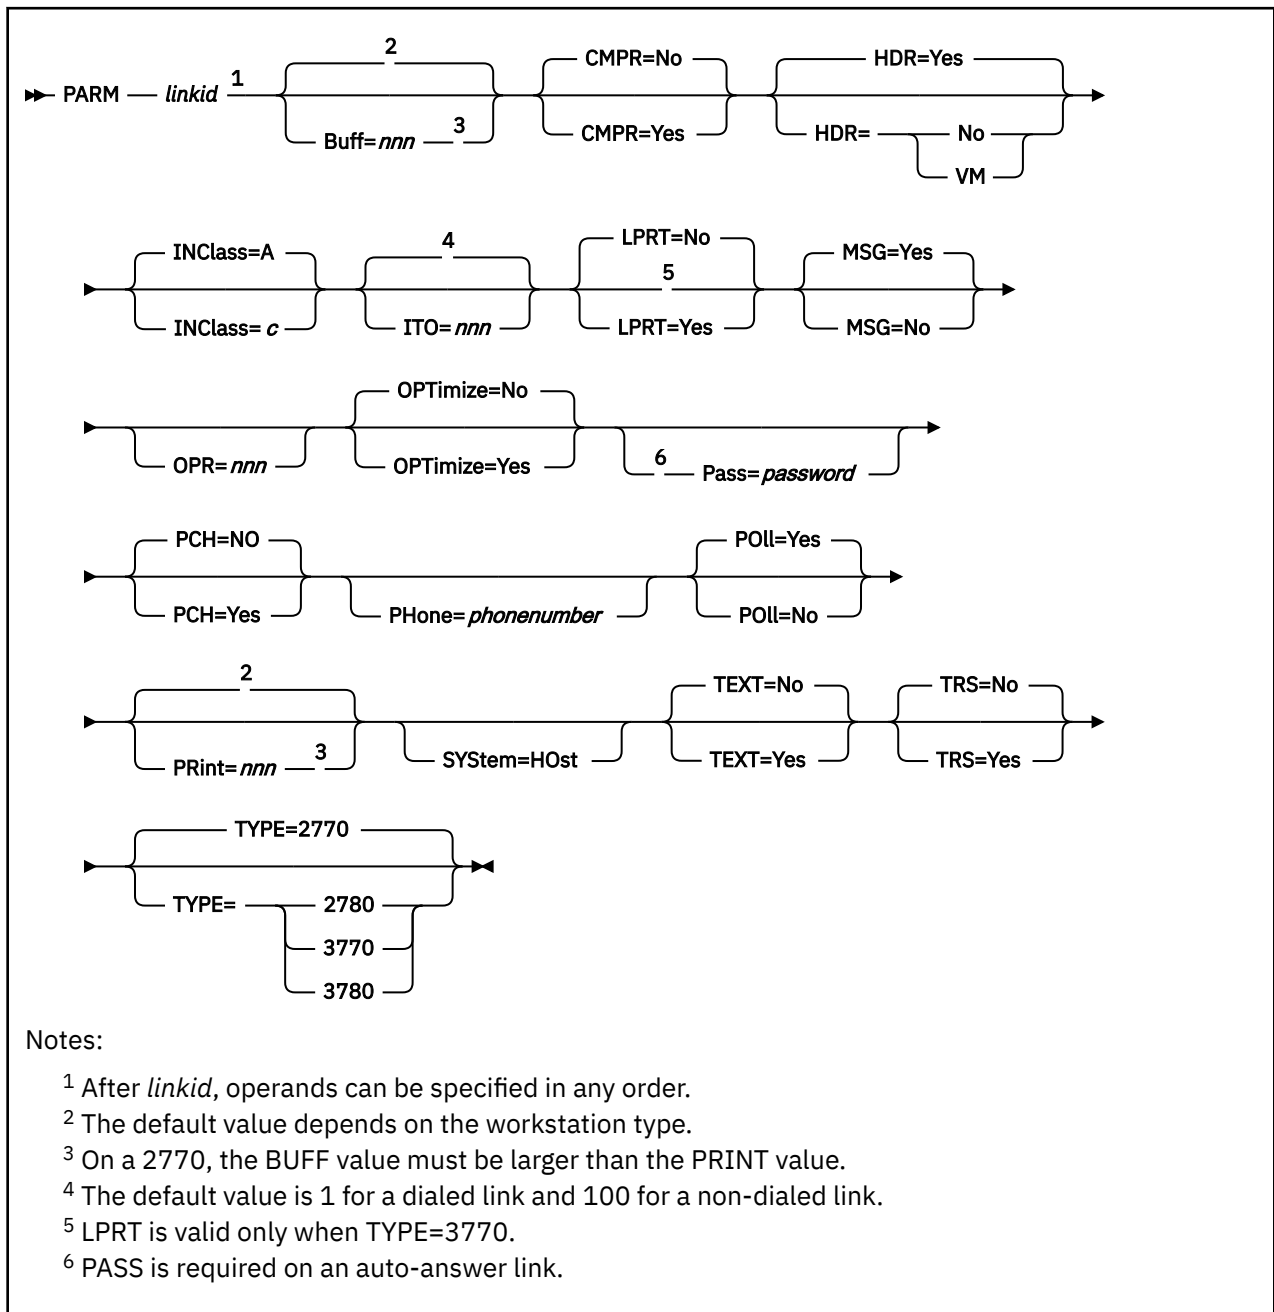 2 CMPR=No HDR=Yes
PARM linkid 1
Buff=nnn 3 CMPR=Yes HDR= No
VM
INClass=A 4 LPRT=No MSG=Yes
5
INClass= c ITO= nnn LPRT=Yes MSG=No
OPTimize=No
OPR= nnn OPTimize=Yes 6 Pass= password
PCH=NO POll=Yes
PCH=Yes PHone= phonenumber POll=No
2 TEXT=No TRS=No
PRint= nnn 3 SYStem=HOst TEXT=Yes TRS=Yes
TYPE=2770
TYPE= 2780
3770
3780
Notes:
1 After linkid, operands can be specified in any order.
2 The default value depends on the workstation type.
3 On a 2770, the BUFF value must be larger than the PRINT value.
4 The default value is 1 for a dialed link and 100 for a non-dialed link.
5 LPRT is valid only when TYPE=3770.
6 PASS is required on an auto-answer link.